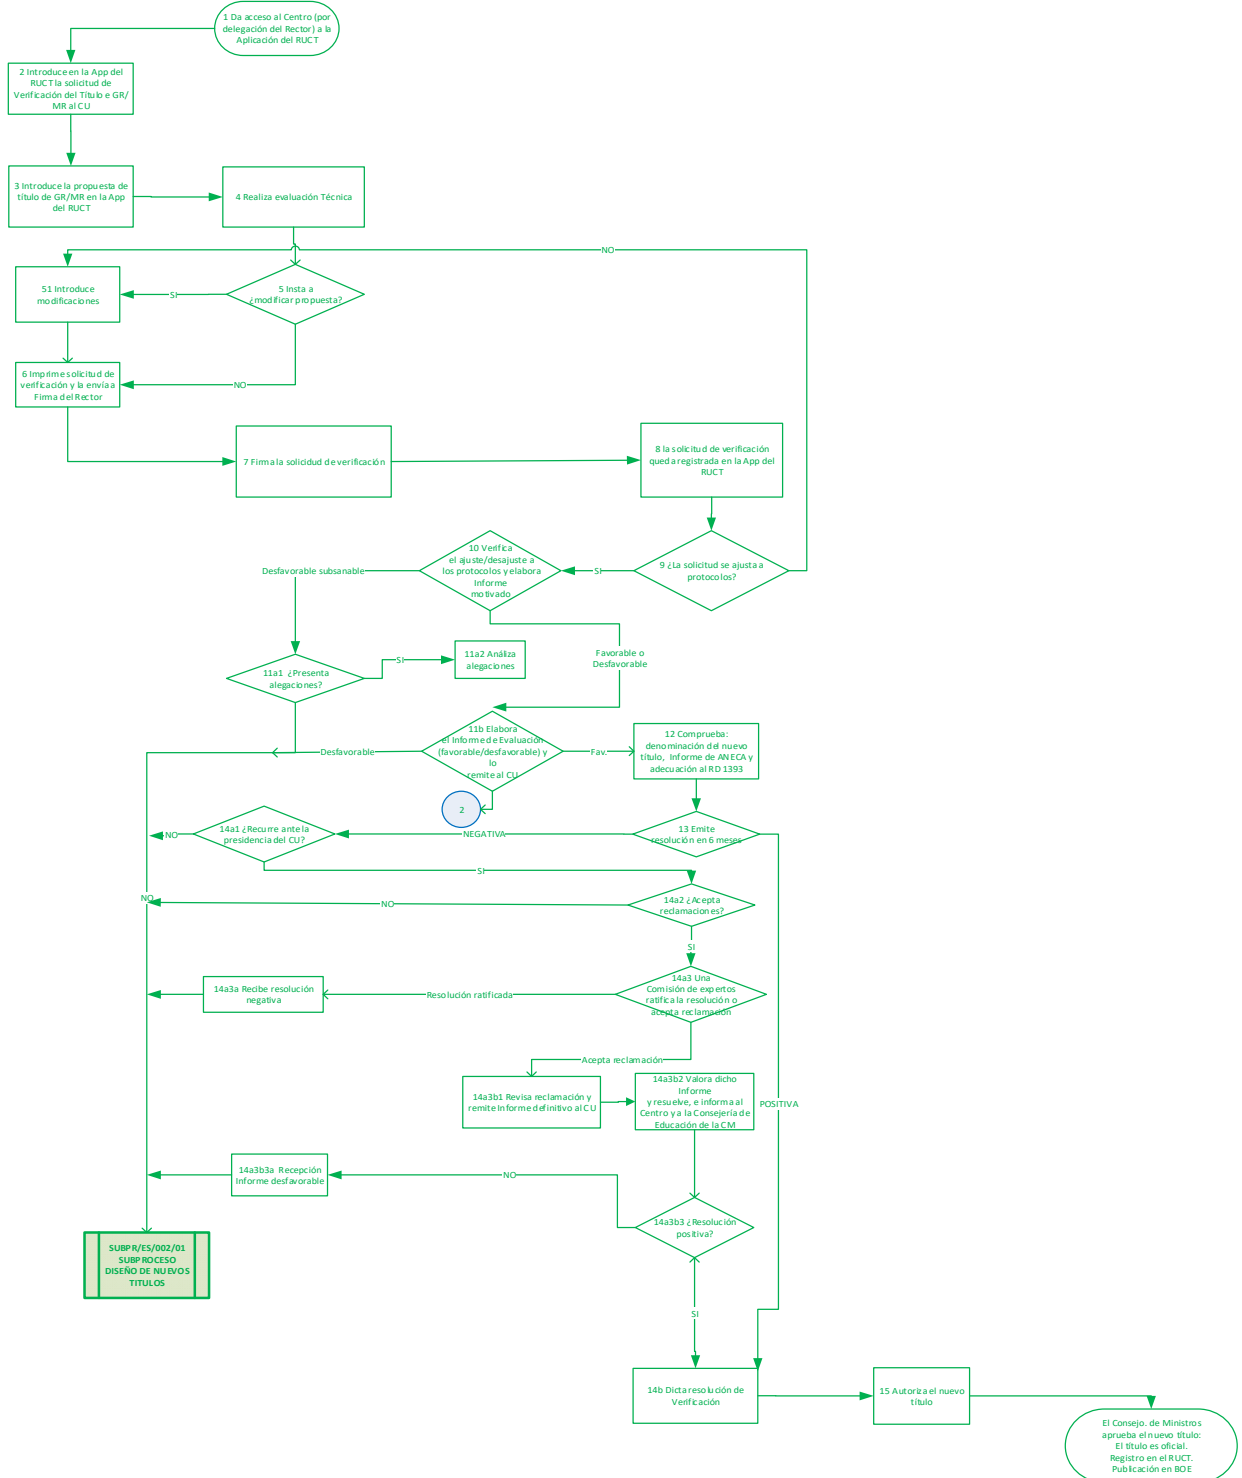 1 Da acceso al Centro (por
delegación del Rector) a la
Aplicación del RUCT
2 Introduce en la App del
RUCT la solicitud de
Verificación del Título e GR/
MR al CU
3 Introduce la propuesta de
título de GR/MR en la App
del RUCT
4 Realiza evaluación Técnica
NO
51 Introduce
modificaciones
SI
5 Insta a
¿modificar propuesta?
6 Imprime solicitud de
verificación y la envía a
Firma del Rector
NO
7 Firma la solicidud de verificación
8 la solicitud de verificación
queda registrada en la App del
RUCT
10 Verifica
el ajuste/desajuste a
los protocolos y elabora
Informe
motivado
SI
9 ¿La solicitud se ajusta a
protocolos?
Desfavorable subsanable
Favorable o
Desfavorable
11a1 ¿Presenta
alegaciones?
SI
11a2 Análiza
alegaciones
Desfavorable
11b Elabora
el Informe de Evaluación
(favorable/desfavorable) y
lo
remite al CU
Fav.
12 Comprueba:
denominación del nuevo
título, Informe de ANECA y
adecuación al RD 1393
2
NO
14a1 ¿Recurre ante la
presidencia del CU?
NEGATIVA
13 Emite
resolución en 6 meses
SI
NO
NO
14a2 ¿Acepta
reclamaciones?
SI
14a3a Recibe resolución
negativa
Resolución ratificada
14a3 Una
Comisión de expertos
ratifica la resolución o
acepta reclamación
Acepta reclamación
14a3b1 Revisa reclamación y
remite Informe definitivo al CU
14a3b2 Valora dicho
Informe
y resuelve, e informa al
Centro y a la Consejería de
Educación de la CM
POSITIVA
14a3b3a Recepción
Informe desfavorable
NO
14a3b3 ¿Resolución
positiva?
SUBPR/ES/002/01
SUBPROCESO
DISEÑO DE NUEVOS
TITULOS
SI
14b Dicta resolución de
Verificación
15 Autoriza el nuevo
título
El Consejo. de Ministros
aprueba el nuevo título:
El título es oficial.
Registro en el RUCT.
Publicación en BOE